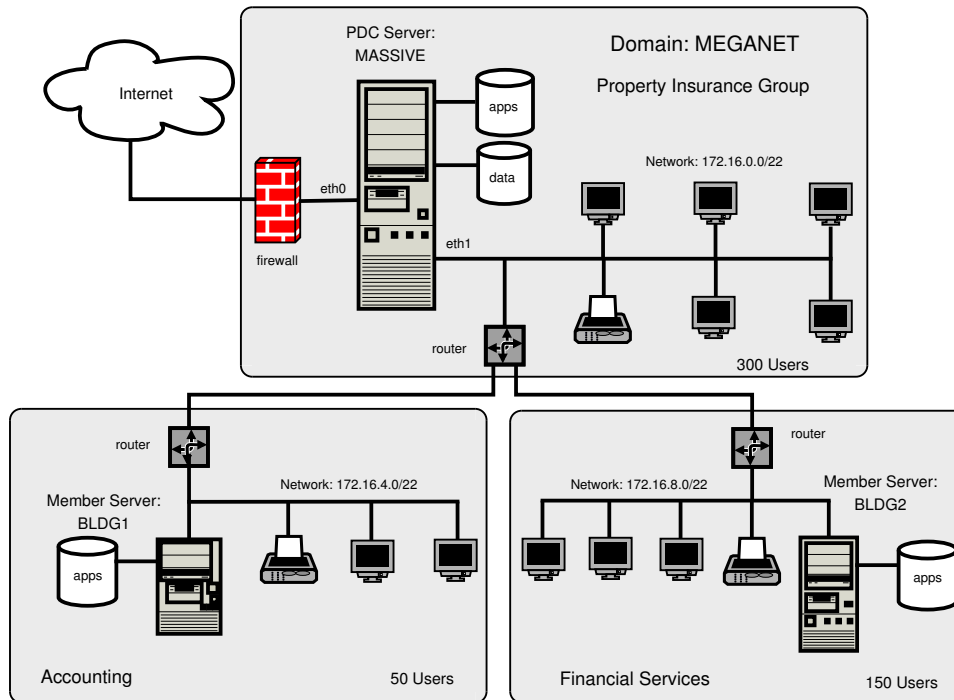 PDC Server:
MASSIVE
Domain: MEGANET
Property Insurance Group
Internet
apps
data
Network: 172.16.0.0/22
eth0
eth1
firewall
router
300 Users
router
Network: 172.16.4.0/22
Member Server:
BLDG1
apps
Accounting
50 Users
router
Network: 172.16.8.0/22
Member Server:
BLDG2
apps
Financial Services
150 Users